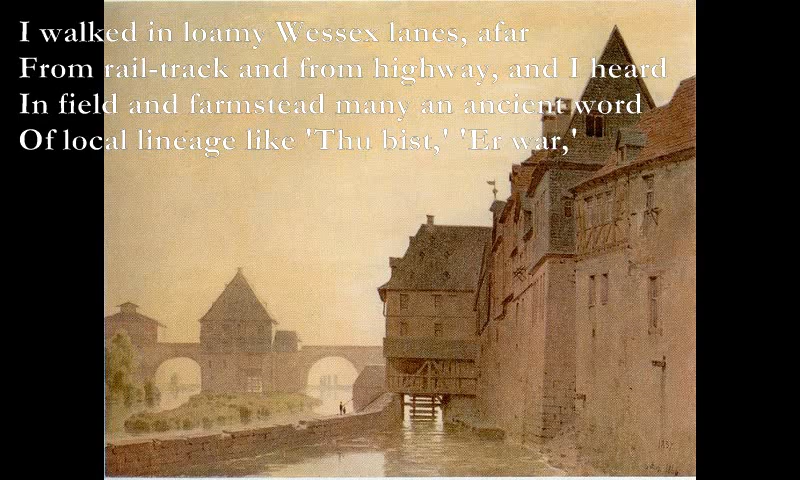 I walked in loamy Wessex lanes, afar
From rail-track and from highway, and I heard
In field and farmstead many an ancient word
Of local lineage like 'Thu bist,' 'Er war,'
1837